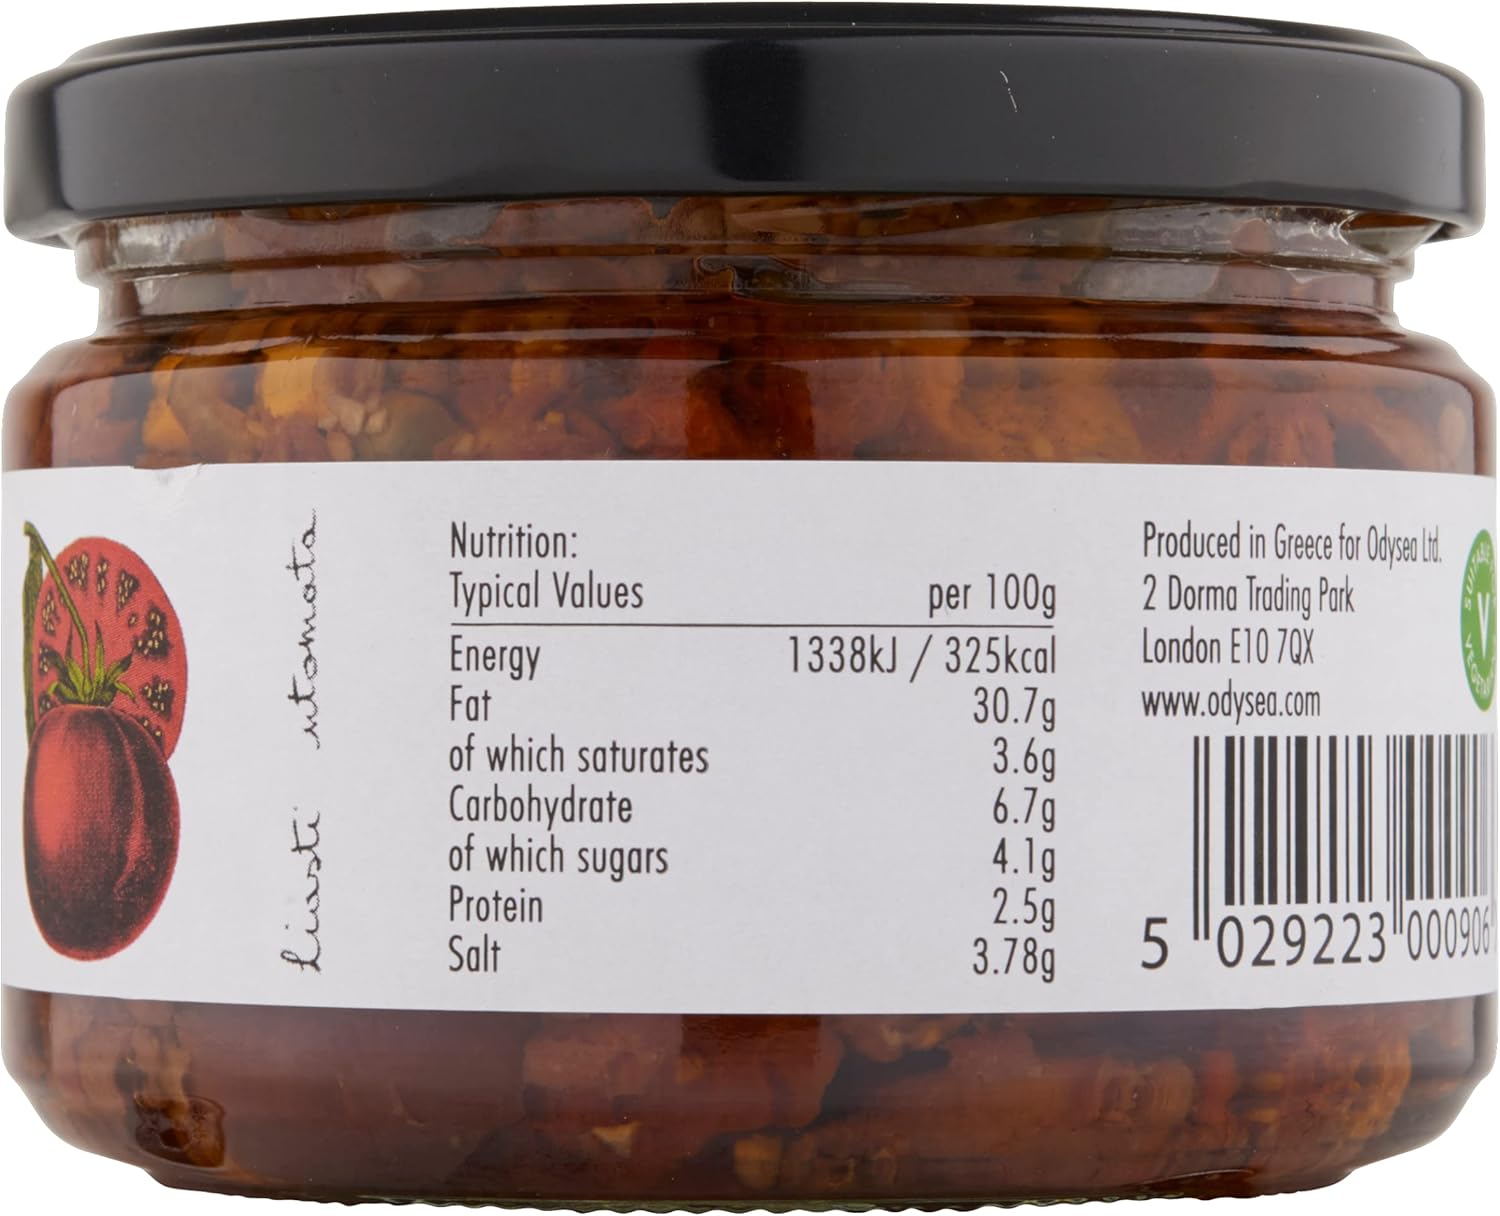 Liasti ntomata
Nutrition:
Typical Values per 100g
Energy 1338kJ / 325kcal
Fat 30.7g
of which saturates 3.6g
Carbohydrate 6.7g
of which sugars 4.1g
Protein 2.5g
Salt 3.78g
Produced in Greece for Odysea Ltd.
2 Dorma Trading Park
London E10 7QX
www.odysea.com
V
5 029223 000906